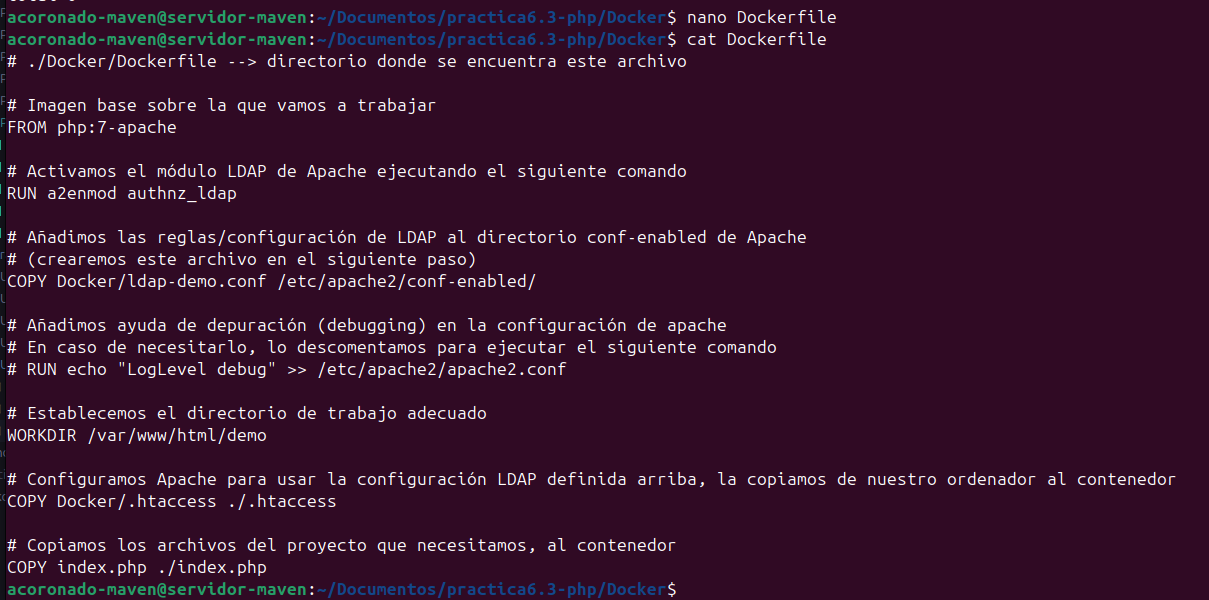 acoronado-maven@servidor-maven:~/Documentos/practica6.3-php/Docker$ nano Dockerfile
acoronado-maven@servidor-maven:~/Documentos/practica6.3-php/Docker$ cat Dockerfile
# ./Docker/Dockerfile --> directorio donde se encuentra este archivo
# Imagen base sobre la que vamos a trabajar
FROM php:7-apache
# Activamos el módulo LDAP de Apache ejecutando el siguiente comando
RUN a2enmod authnz_ldap
# Añadimos las reglas/configuración de LDAP al directorio conf-enabled de Apache
# (crearemos este archivo en el siguiente paso)
COPY Docker/ldap-demo.conf /etc/apache2/conf-enabled/
# Añadimos ayuda de depuración (debugging) en la configuración de apache
# En caso de necesitarlo, lo descomentamos para ejecutar el siguiente comando
# RUN echo "LogLevel debug" >> /etc/apache2/apache2.conf
# Establecemos el directorio de trabajo adecuado
WORKDIR /var/www/html/demo
# Configuramos Apache para usar la configuración LDAP definida arriba, la copiamos de nuestro ordenador al contenedor
COPY Docker/.htaccess ./.htaccess
# Copiamos los archivos del proyecto que necesitamos, al contenedor
COPY index.php ./index.php
acoronado-maven@servidor-maven:~/Documentos/practica6.3-php/Docker$